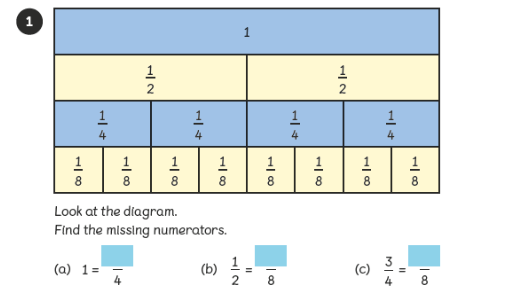 1
1
1/2 1/2
1/4 1/4 1/4 1/4
1/8 1/8 1/8 1/8 1/8 1/8 1/8 1/8
Look at the diagram.
Find the missing numerators.
(a) 1 = /4 (b) 1/2 = /8 (c) 3/4 = /8